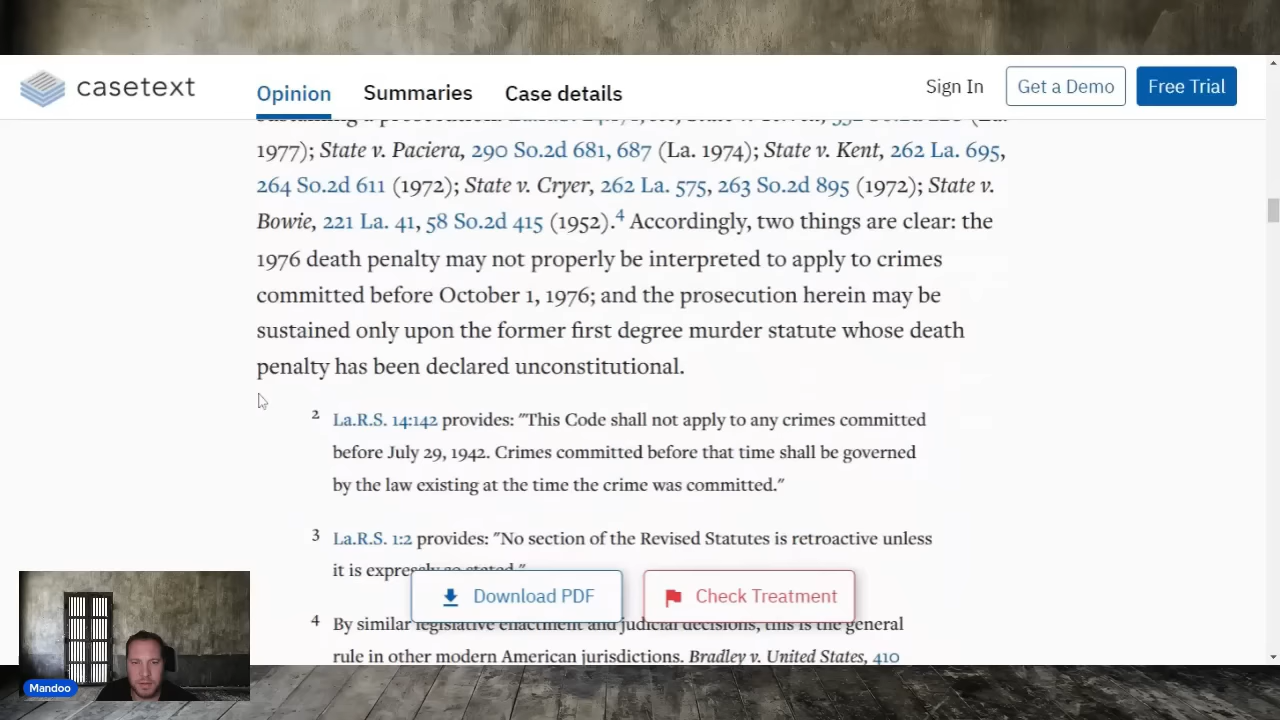 casetext
Opinion
Summaries
Case details
Sign In
Get a Demo
Free Trial
1977); State v. Paciera, 290 So.2d 681, 687 (La. 1974); State v. Kent, 262 La. 695,
264 So.2d 611 (1972); State v. Cryer, 262 La. 575, 263 So.2d 895 (1972); State v.
Bowie, 221 La. 41, 58 So.2d 415 (1952).4 Accordingly, two things are clear: the
1976 death penalty may not properly be interpreted to apply to crimes
committed before October 1, 1976; and the prosecution herein may be
sustained only upon the former first degree murder statute whose death
penalty has been declared unconstitutional.
2 La.R.S. 14:142 provides: "This Code shall not apply to any crimes committed
before July 29, 1942. Crimes committed before that time shall be governed
by the law existing at the time the crime was committed."
3 La.R.S. 1:2 provides: "No section of the Revised Statutes is retroactive unless
it is expressly so stated."
Download PDF
Check Treatment
4 By similar legislative enactment and judicial decisions, this is the general
rule in other modern American jurisdictions. Bradley v. United States, 410
Mandoo